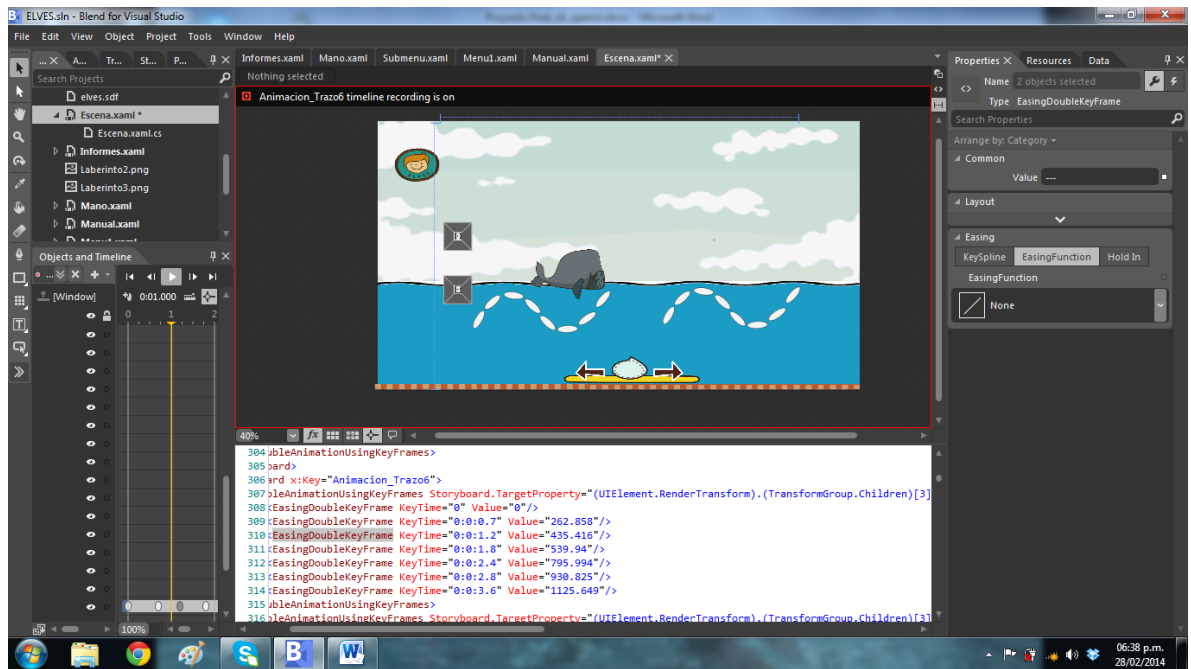 ELVES.sln - Blend for Visual Studio
File Edit View Object Project Tools Window Help
... A... Tr... St... P...
Informes.xaml Mano.xaml Submenu.xaml Menu1.xaml Manual.xaml Escena.xaml*
Properties Resources Data
Search Projects
Nothing selected
Name 2 objects selected
elves.sdf
Animacion_Trazo6 timeline recording is on
Type EasingDoubleKeyFrame
Escena.xaml *
Search Properties
Escena.xaml.cs
Arrange by: Category
Informes.xaml
Common
Laberinto2.png
Value ---
Laberinto3.png
Mano.xaml
Layout
Manual.xaml
Easing
Objects and Timeline
KeySpline EasingFunction Hold In
EasingFunction
[Window] 0:01.000
None
0 1 2
40%
304 ubleAnimationUsingKeyFrames>
305 oard>
306 ard x:Key="Animacion_Trazo6">
307 oleAnimationUsingKeyFrames Storyboard.TargetProperty="(UIElement.RenderTransform).(TransformGroup.Children)[3]
308 <EasingDoubleKeyFrame KeyTime="0" Value="0"/>
309 <EasingDoubleKeyFrame KeyTime="0:0:0.7" Value="262.858"/>
310 <EasingDoubleKeyFrame KeyTime="0:0:1.2" Value="435.416"/>
311 <EasingDoubleKeyFrame KeyTime="0:0:1.8" Value="539.94"/>
312 <EasingDoubleKeyFrame KeyTime="0:0:2.4" Value="795.994"/>
313 <EasingDoubleKeyFrame KeyTime="0:0:2.8" Value="930.825"/>
314 <EasingDoubleKeyFrame KeyTime="0:0:3.6" Value="1125.649"/>
315 ubleAnimationUsingKeyFrames>
316 oleAnimationUsingKeyFrames Storyboard.TargetProperty="(UIElement.RenderTransform).(TransformGroup.Children)[3]
100%
06:38 p.m.
28/02/2014